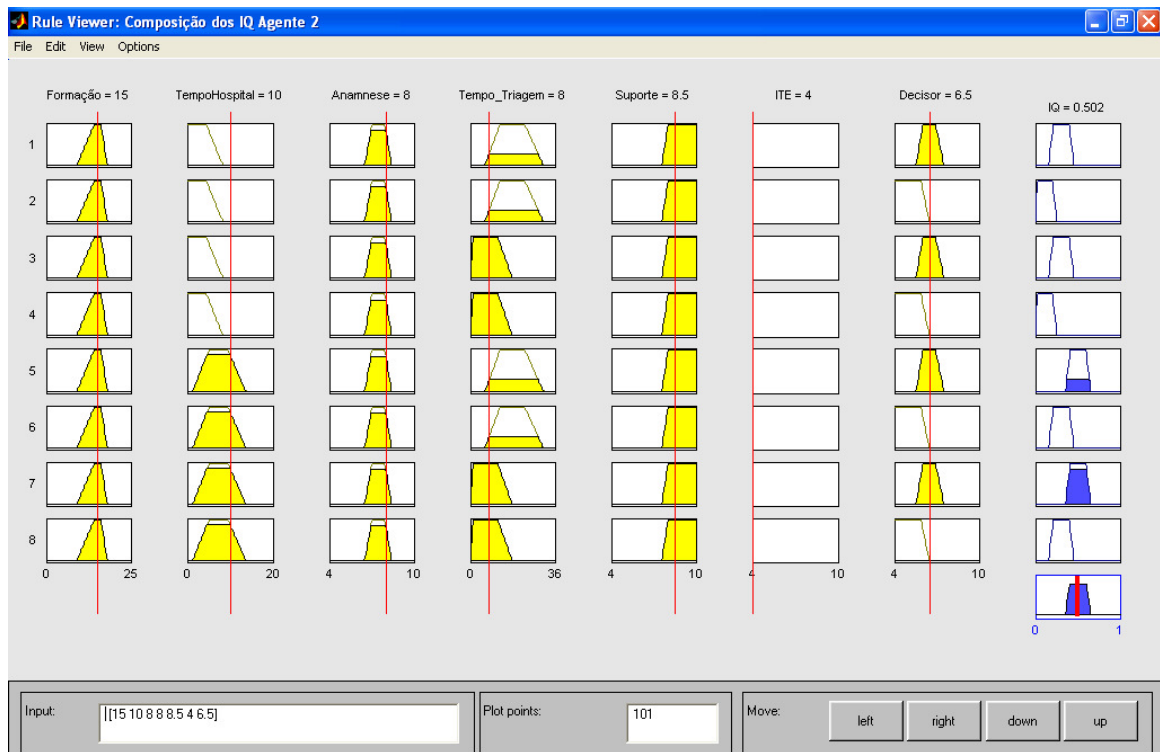 Rule Viewer: Composição dos IQ Agente 2
File Edit View Options
Formação = 15 TempoHospital = 10 Anamnese = 8 Tempo_Triagem = 8 Suporte = 8.5 ITE = 4 Decisor = 6.5 IQ = 0.502
1
2
3
4
5
6
7
8
0 25 0 20 4 10 0 36 4 10 4 10 4 10
0 1
Input: [15 10 8 8 8.5 4 6.5] Plot points: 101 Move: left right down up